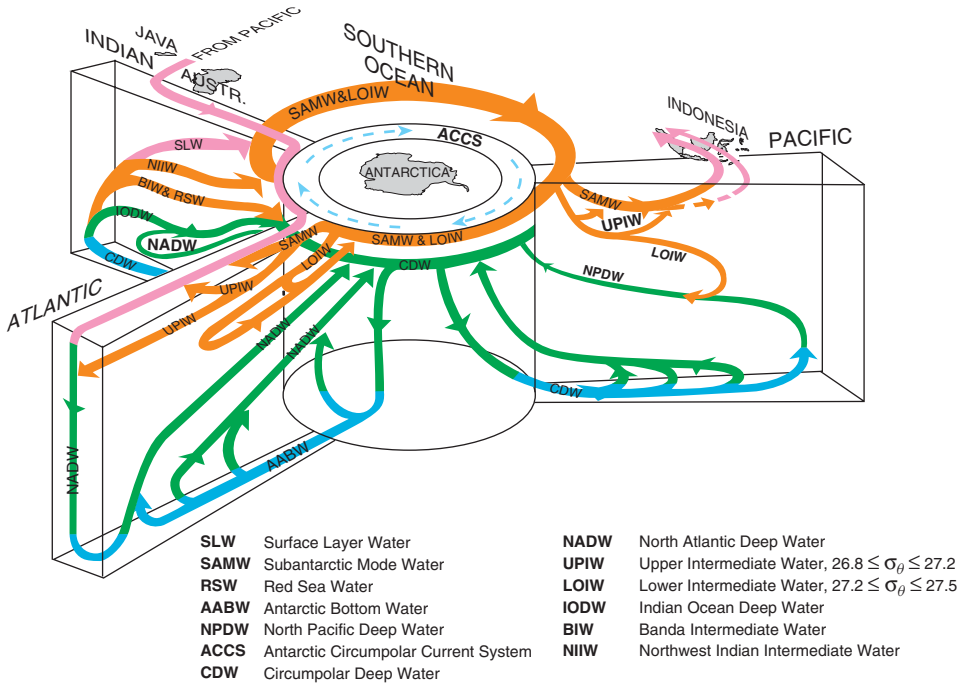 JAVA
FROM PACIFIC
INDIAN
AUSTR.
SOUTHERN
OCEAN
SAMW&LOIW
ACCS
ANTARCTICA
INDONESIA
PACIFIC
SLW
NIIW
BIW& RSW
IODW
NADW
CDW
SAMW
UPIW
LOIW
SAMW
SAMW & LOIW
LOIW
CDW
NPDW
ATLANTIC
UPIW
UPIW
NADW
NADW
CDW
NADW
AABW
SLW Surface Layer Water
SAMW Subantarctic Mode Water
RSW Red Sea Water
AABW Antarctic Bottom Water
NPDW North Pacific Deep Water
ACCS Antarctic Circumpolar Current System
CDW Circumpolar Deep Water
NADW North Atlantic Deep Water
UPIW Upper Intermediate Water, 26.8 ≤ σθ ≤ 27.2
LOIW Lower Intermediate Water, 27.2 ≤ σθ ≤ 27.5
IODW Indian Ocean Deep Water
BIW Banda Intermediate Water
NIIW Northwest Indian Intermediate Water